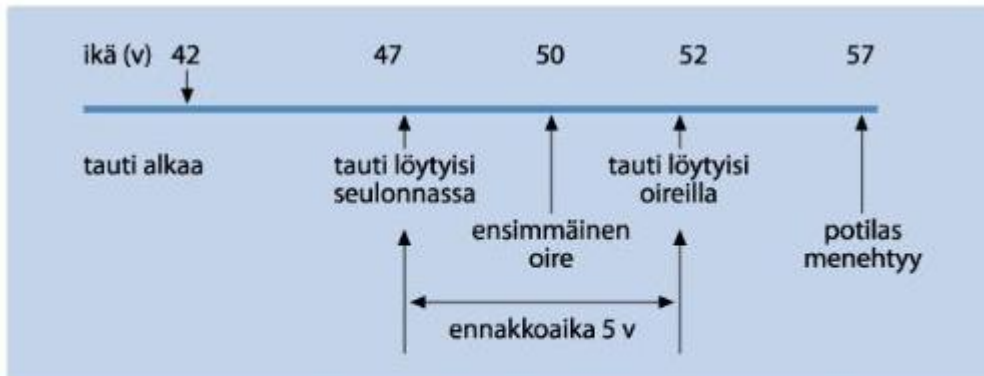 ikä (v) 42 47 50 52 57
tauti alkaa
tauti löytyisi
seulonnassa
ensimmäinen
oire
tauti löytyisi
oireilla
potilas
menehtyy
ennakkoaika 5 v